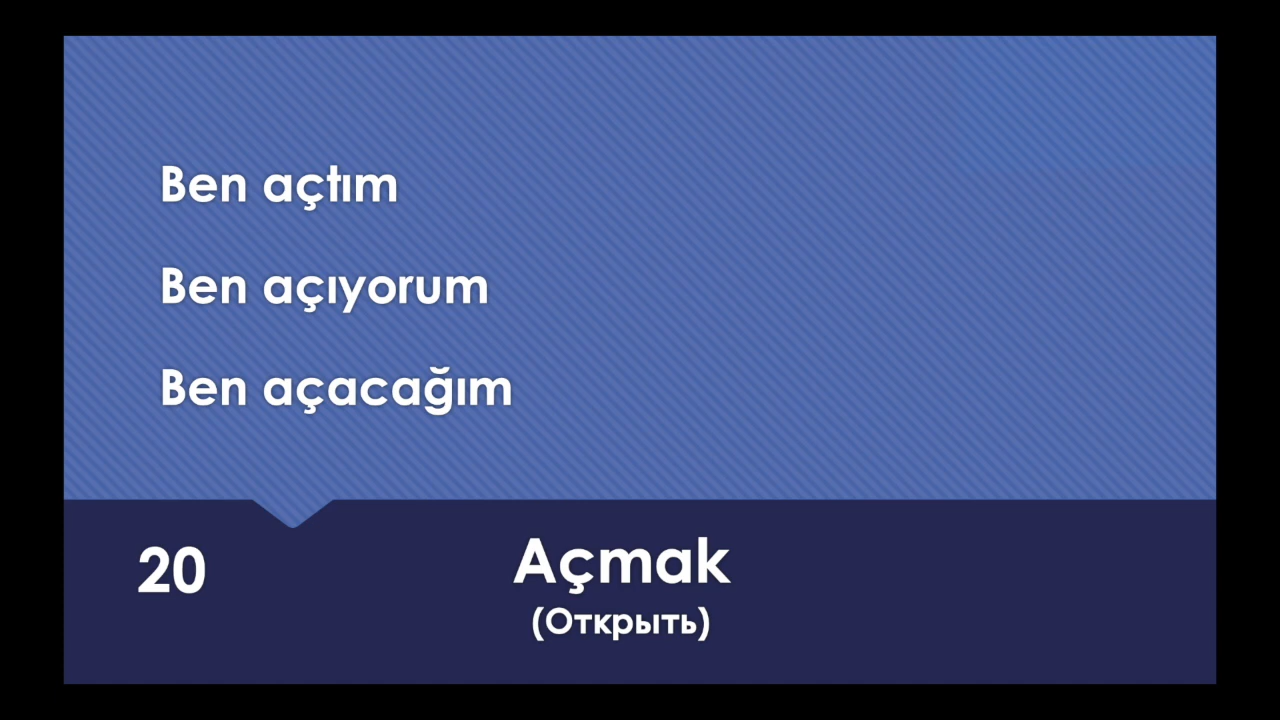 Ben açtım
Ben açıyorum
Ben açacağım
20
Açmak
(Открыть)